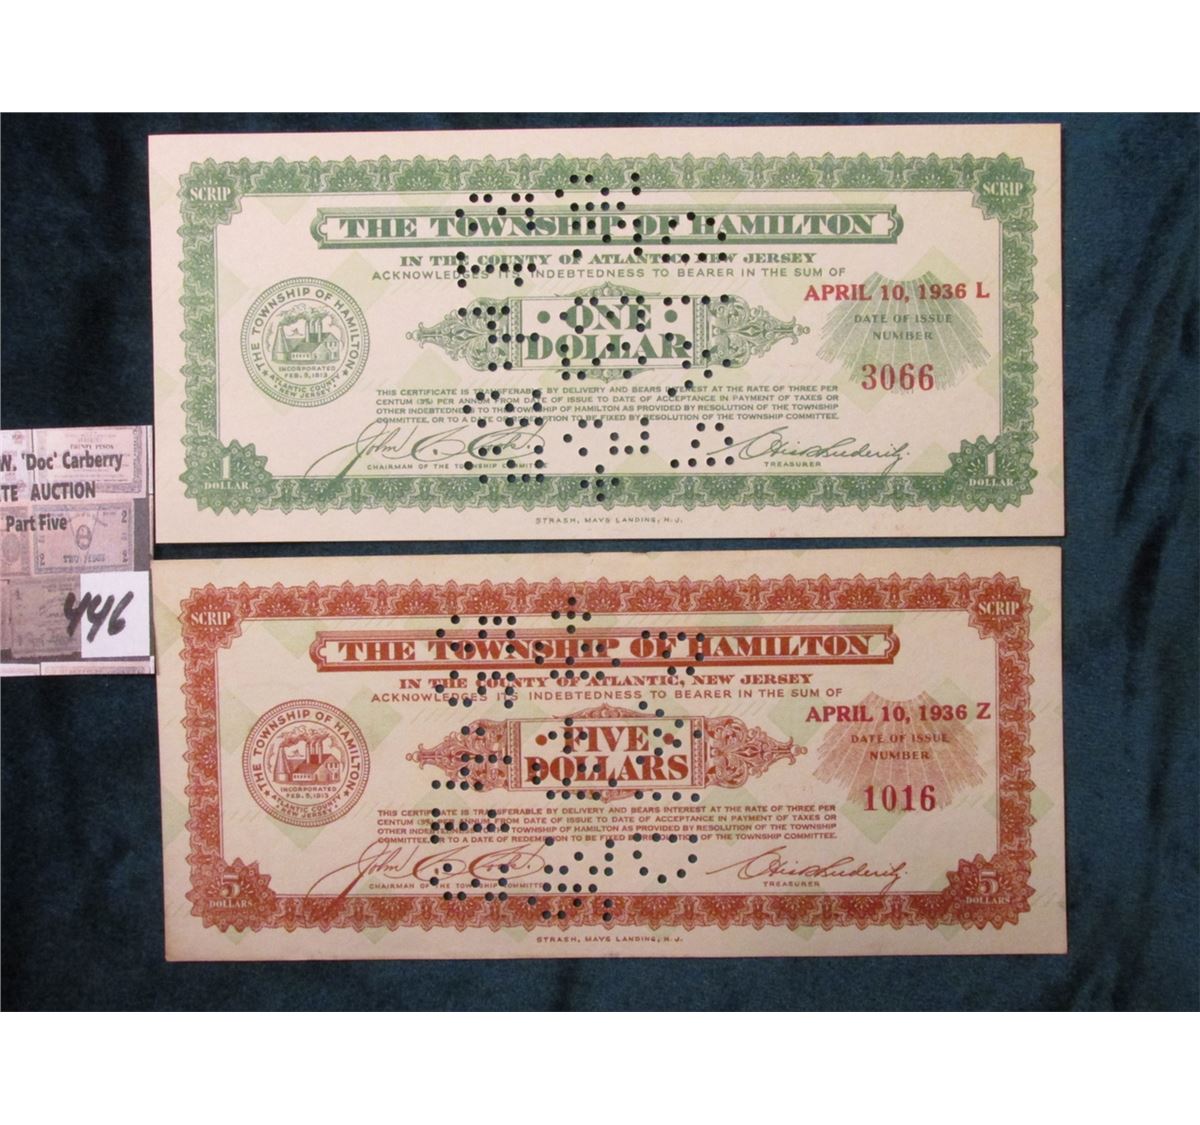 SCRIP SCRIP
THE TOWNSHIP OF HAMILTON
IN THE COUNTY OF ATLANTIC, NEW JERSEY
ACKNOWLEDGES ITS INDEBTEDNESS TO BEARER IN THE SUM OF
APRIL 10, 1936 L
DATE OF ISSUE
NUMBER
3066
ONE
DOLLAR
THE TOWNSHIP OF HAMILTON
INCORPORATED
FEB. 5, 1813
ATLANTIC COUNTY
NEW JERSEY
THIS CERTIFICATE IS TRANSFERABLE BY DELIVERY AND BEARS INTEREST AT THE RATE OF THREE PER
CENTUM (3%) PER ANNUM FROM DATE OF ISSUE TO DATE OF ACCEPTANCE IN PAYMENT OF TAXES OR
OTHER INDEBTEDNESS TO THE TOWNSHIP OF HAMILTON AS PROVIDED BY RESOLUTION OF THE TOWNSHIP
COMMITTEE, OR TO A DATE OF REDEMPTION TO BE FIXED BY RESOLUTION OF THE TOWNSHIP COMMITTEE.
John C. Cook
CHAIRMAN OF THE TOWNSHIP COMMITTEE
TREASURER
1 DOLLAR
1 DOLLAR
STRASH, MAYS LANDING, N.J.
W. 'Doc' Carberry
TE AUCTION
Part Five
446
SCRIP SCRIP
THE TOWNSHIP OF HAMILTON
IN THE COUNTY OF ATLANTIC, NEW JERSEY
ACKNOWLEDGES ITS INDEBTEDNESS TO BEARER IN THE SUM OF
APRIL 10, 1936 Z
DATE OF ISSUE
NUMBER
1016
FIVE
DOLLARS
THE TOWNSHIP OF HAMILTON
INCORPORATED
FEB. 5, 1813
ATLANTIC COUNTY
NEW JERSEY
THIS CERTIFICATE IS TRANSFERABLE BY DELIVERY AND BEARS INTEREST AT THE RATE OF THREE PER
CENTUM (3%) PER ANNUM FROM DATE OF ISSUE TO DATE OF ACCEPTANCE IN PAYMENT OF TAXES OR
OTHER INDEBTEDNESS TO THE TOWNSHIP OF HAMILTON AS PROVIDED BY RESOLUTION OF THE TOWNSHIP
COMMITTEE, OR TO A DATE OF REDEMPTION TO BE FIXED BY RESOLUTION OF THE TOWNSHIP COMMITTEE.
John C. Cook
CHAIRMAN OF THE TOWNSHIP COMMITTEE
TREASURER
5 DOLLARS
5 DOLLARS
STRASH, MAYS LANDING, N.J.